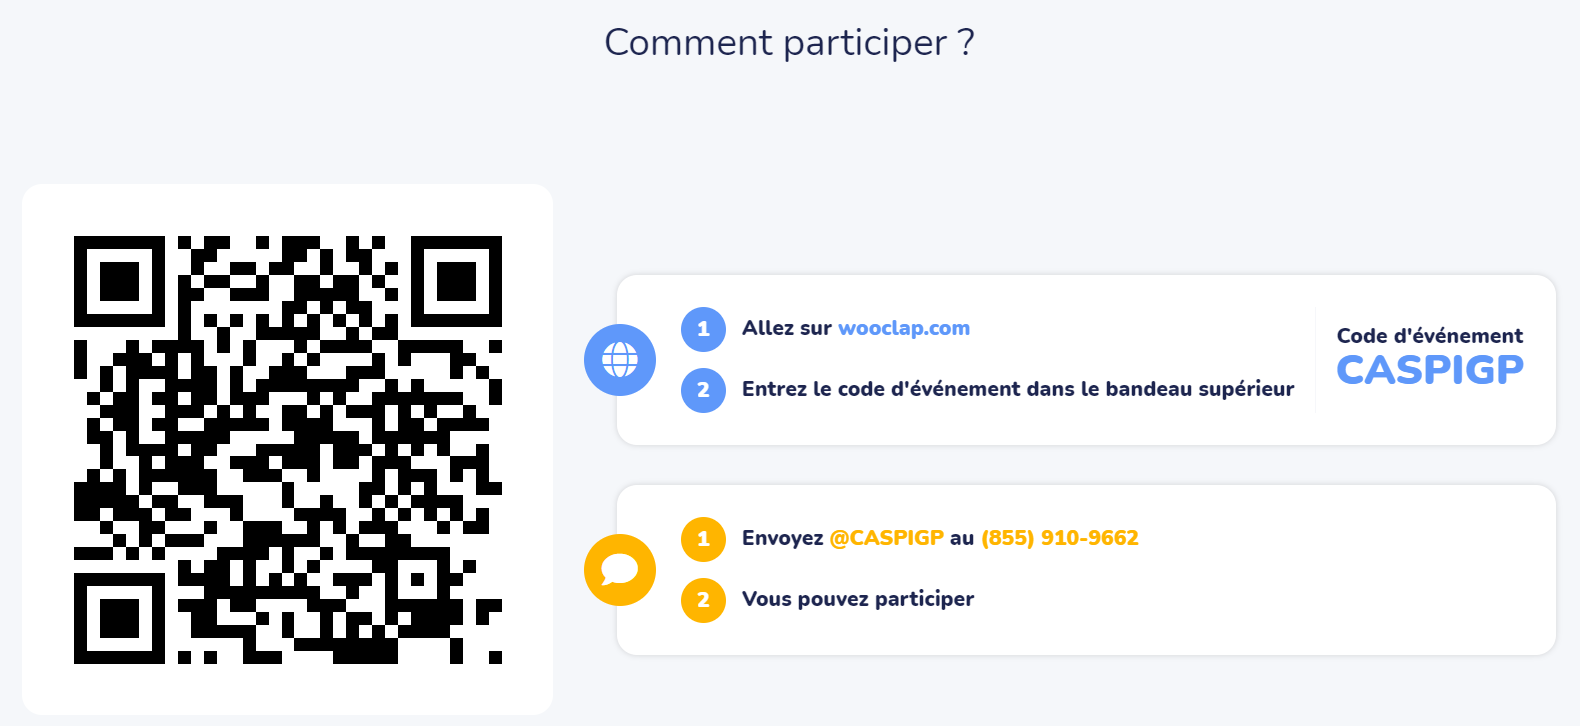 Comment participer ?
1 Allez sur wooclap.com
2 Entrez le code d'événement dans le bandeau supérieur
Code d'événement
CASPIGP
1 Envoyez @CASPIGP au (855) 910-9662
2 Vous pouvez participer